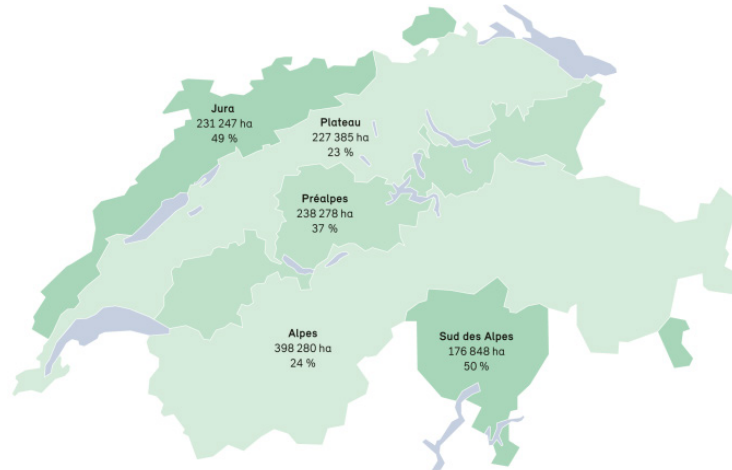 Jura
231 247 ha
49 %
Plateau
227 385 ha
23 %
Préalpes
238 278 ha
37 %
Alpes
398 280 ha
24 %
Sud des Alpes
176 848 ha
50 %